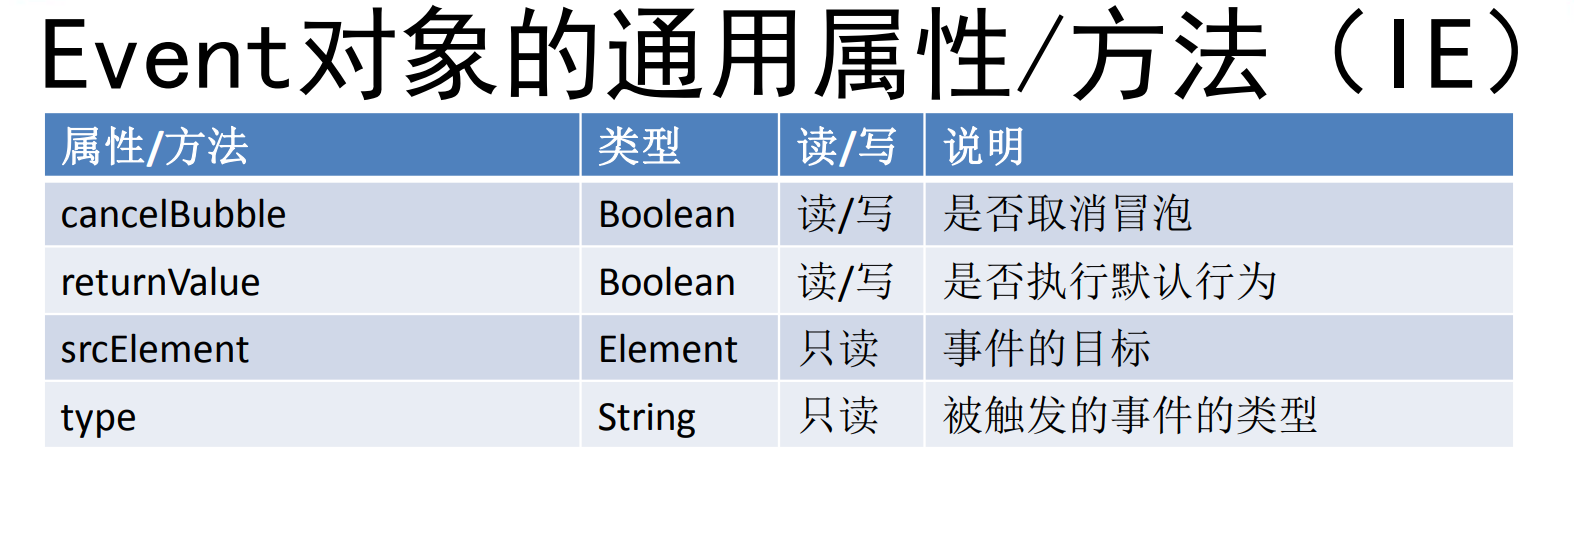 Event对象的通用属性/方法（IE）
属性/方法 类型 读/写 说明
cancelBubble Boolean 读/写 是否取消冒泡
returnValue Boolean 读/写 是否执行默认行为
srcElement Element 只读 事件的目标
type String 只读 被触发的事件的类型